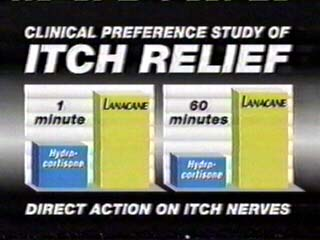 CLINICAL PREFERENCE STUDY OF
ITCH RELIEF
1
minute
LANACANE
60
minutes
LANACANE
Hydro-
cortisone
Hydro-
cortisone
DIRECT ACTION ON ITCH NERVES